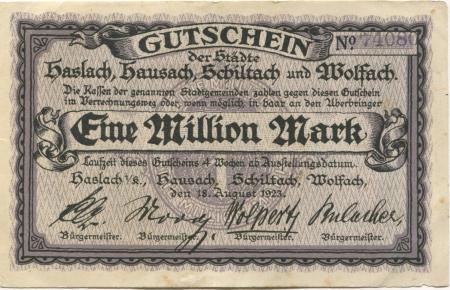 GUTSCHEIN
No 74080
der Städte
Haslach, Hausach, Schiltach und Wolfach.
Die Kassen der genannten Stadtgemeinden zahlen gegen diesen Gutschein
im Verrechnungsweg oder, wenn möglich, in baar an den Überbringer
Eine Million Mark
Laufzeit dieses Gutscheins 4 Wochen ab Ausstellungsdatum.
Haslach i/K., Hausach, Schiltach, Wolfach,
den 18. August 1923.
Bürgermeister. Bürgermeister. Bürgermeister. Bürgermeister.